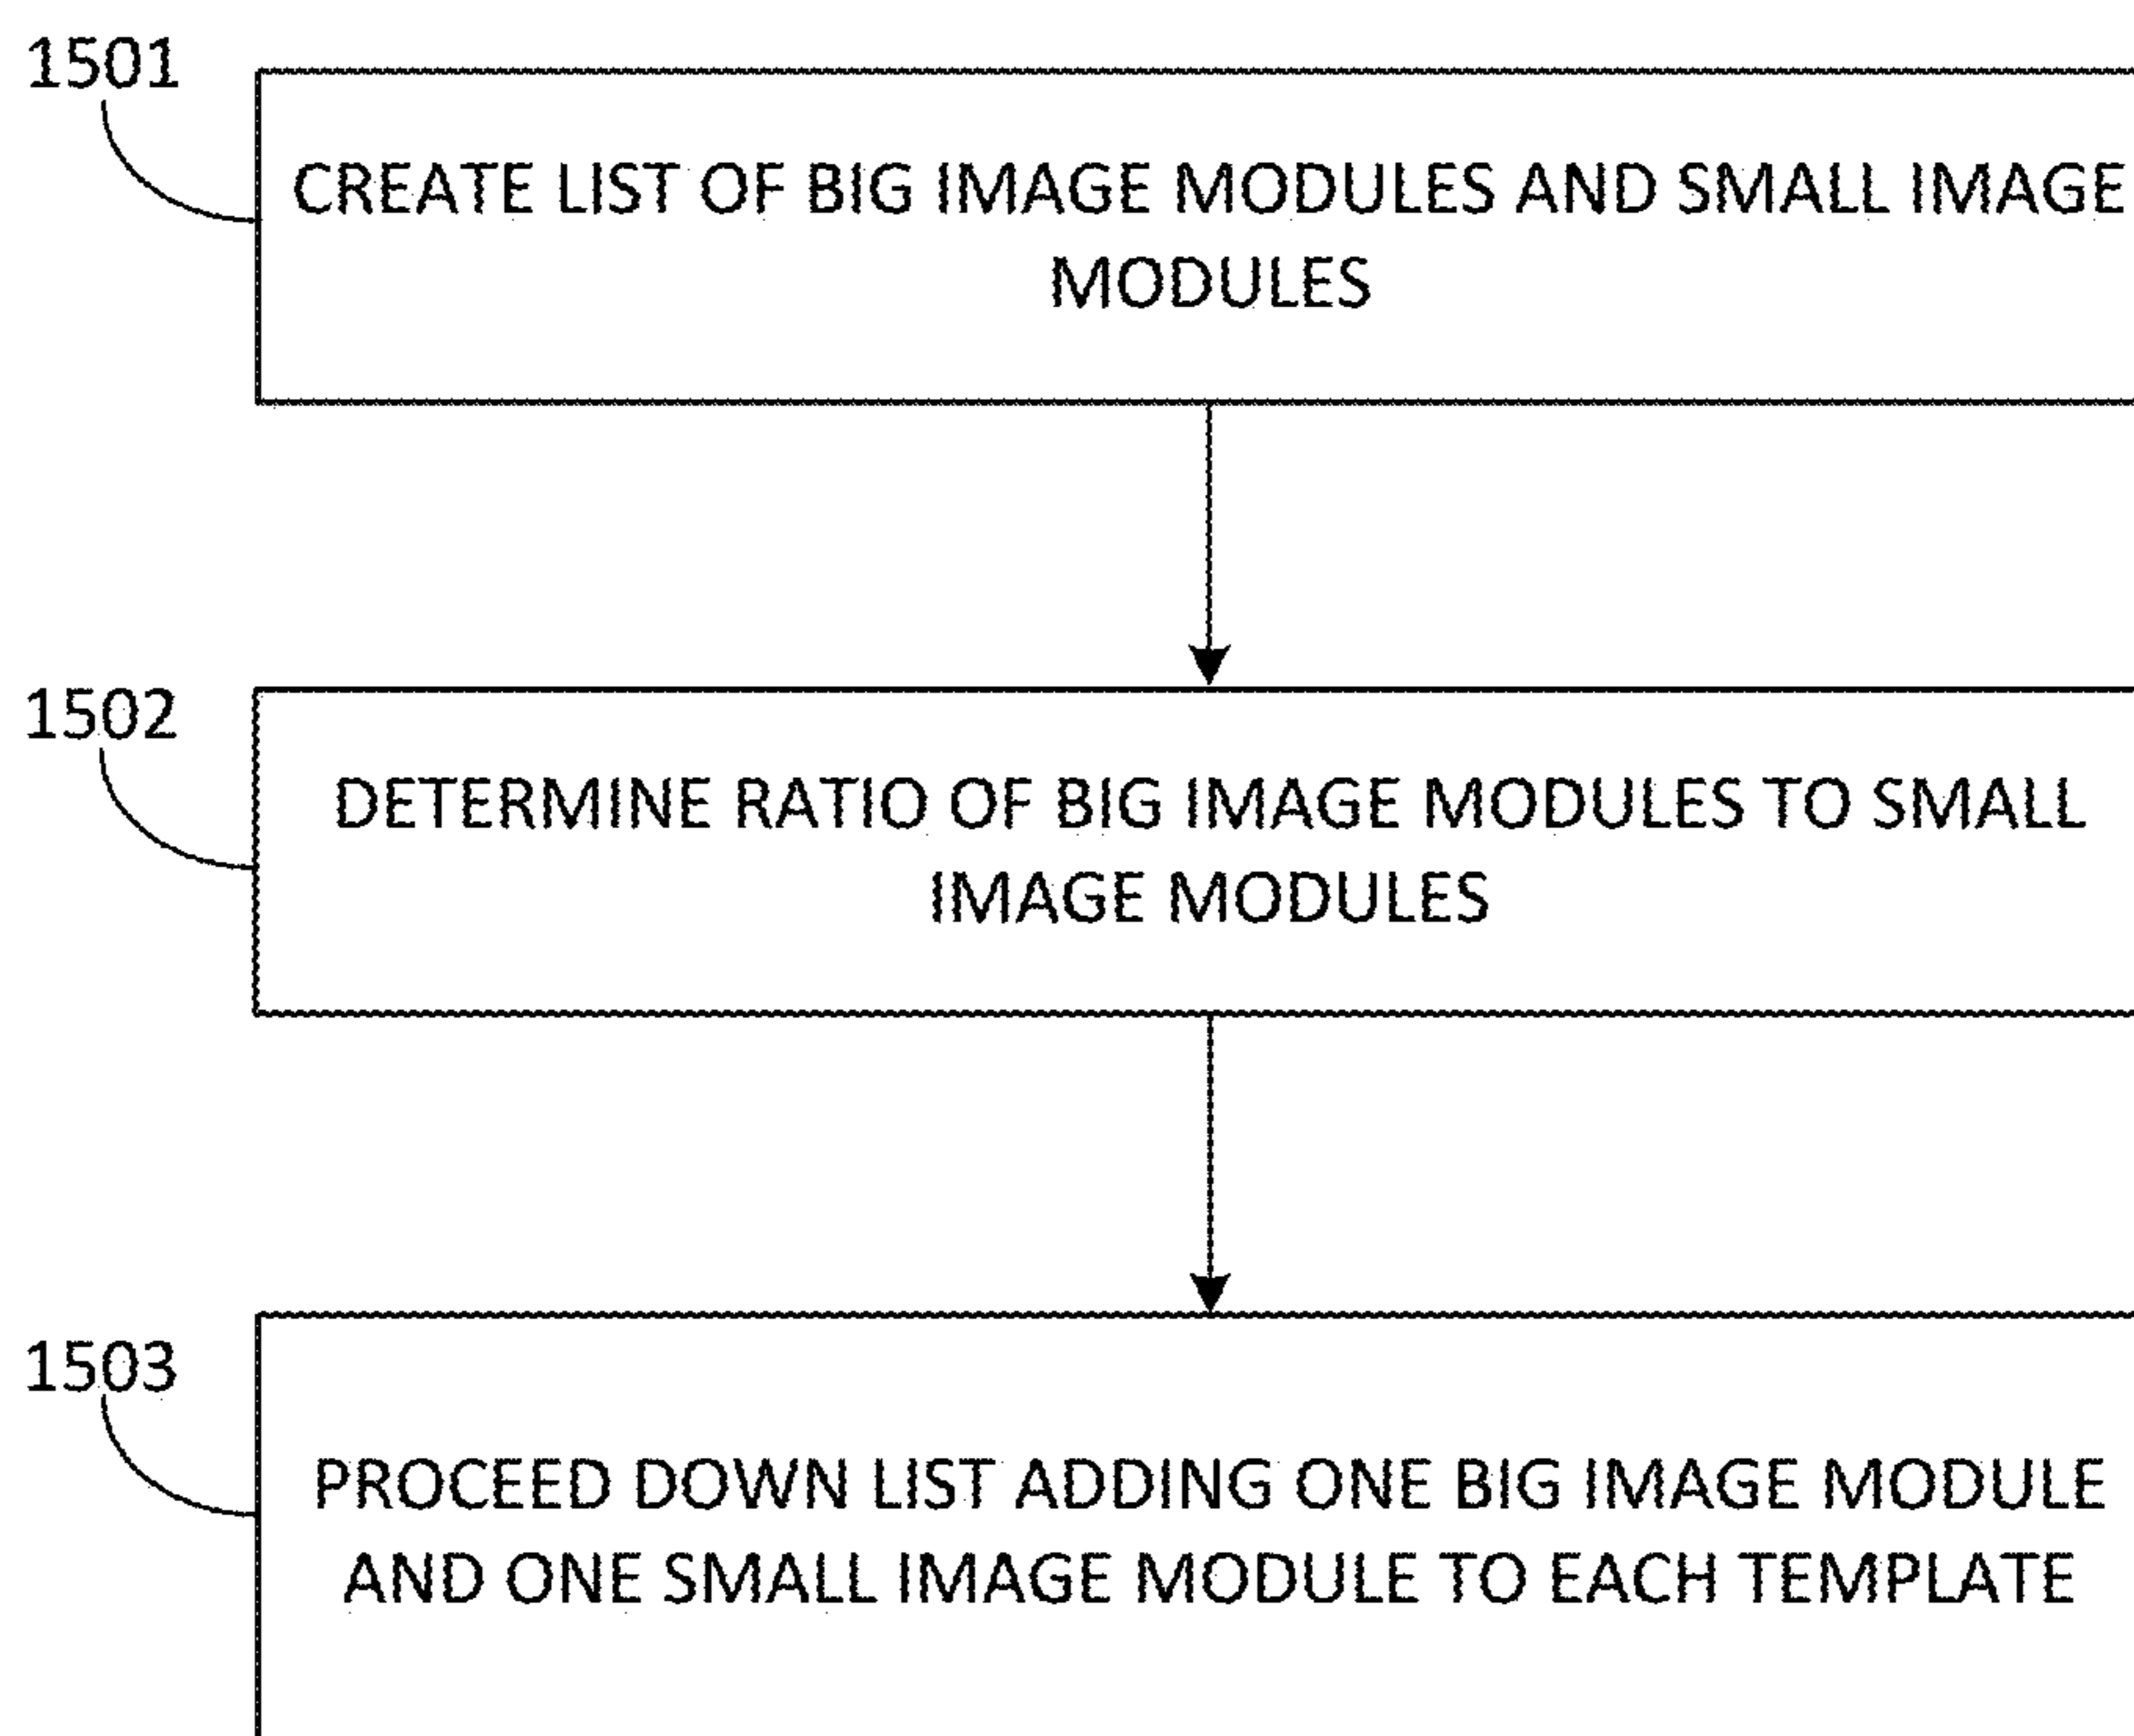 1501
CREATE LIST OF BIG IMAGE MODULES AND SMALL IMAGE
MODULES
1502
DETERMINE RATIO OF BIG IMAGE MODULES TO SMALL
IMAGE MODULES
1503
PROCEED DOWN LIST ADDING ONE BIG IMAGE MODULE
AND ONE SMALL IMAGE MODULE TO EACH TEMPLATE